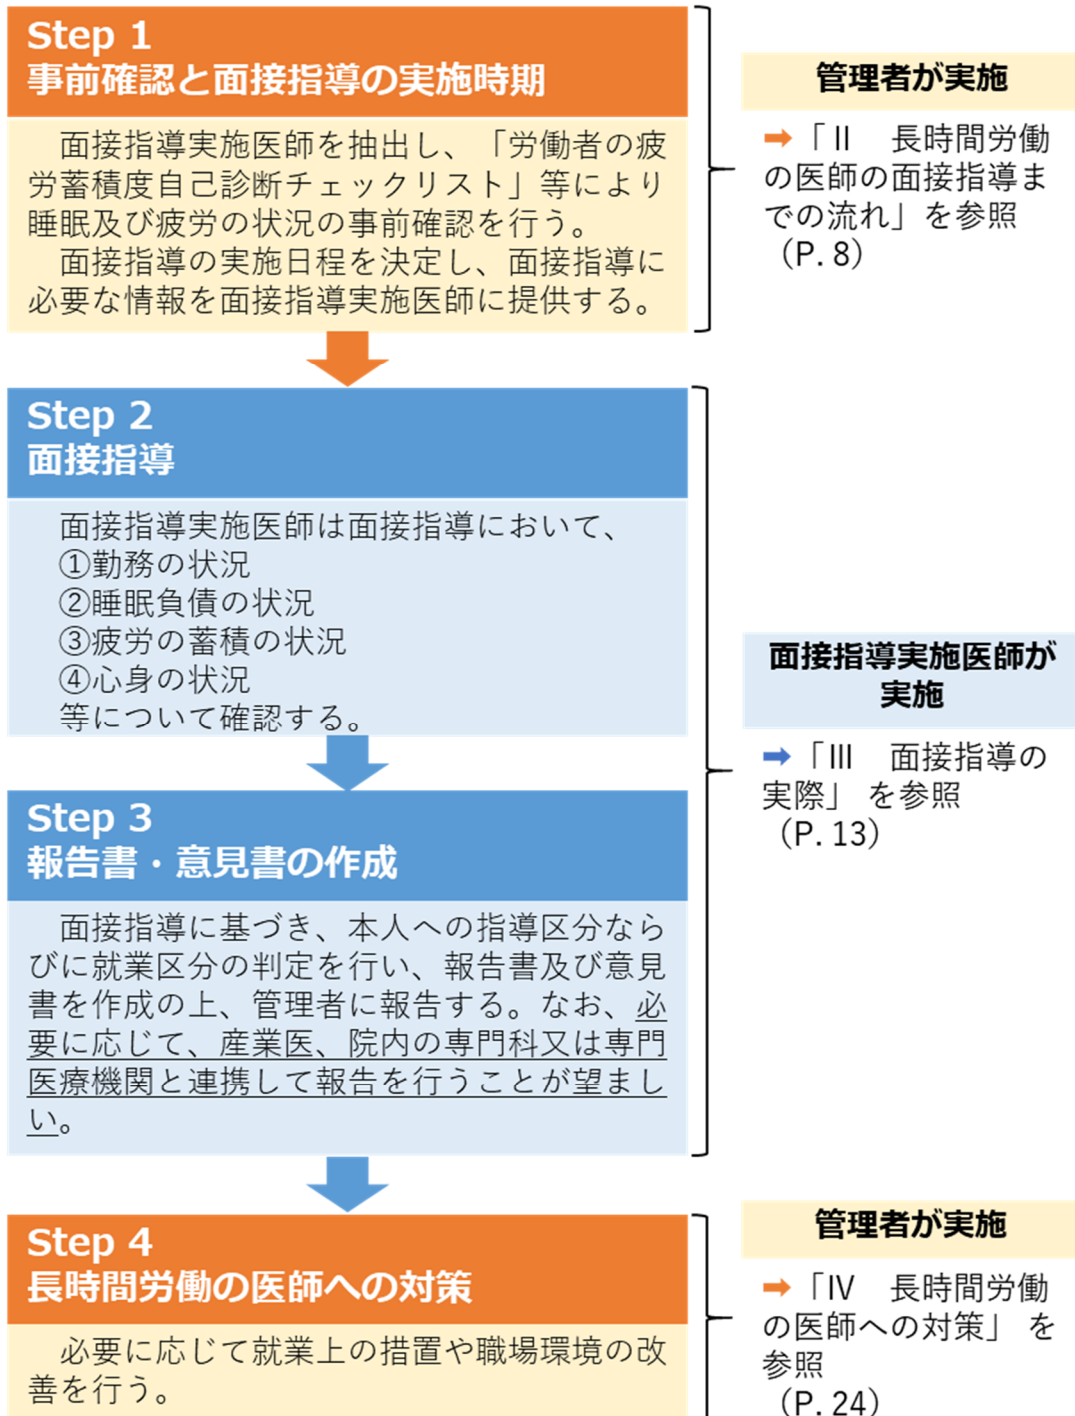 Step 1
事前確認と面接指導の実施時期
面接指導実施医師を抽出し、「労働者の疲
労蓄積度自己診断チェックリスト」等により
睡眠及び疲労の状況の事前確認を行う。
面接指導の実施日程を決定し、面接指導に
必要な情報を面接指導実施医師に提供する。
管理者が実施
➡「Ⅱ　長時間労働
の医師の面接指導ま
での流れ」を参照
（P. 8）
Step 2
面接指導
面接指導実施医師は面接指導において、
①勤務の状況
②睡眠負債の状況
③疲労の蓄積の状況
④心身の状況
等について確認する。
Step 3
報告書・意見書の作成
面接指導に基づき、本人への指導区分なら
びに就業区分の判定を行い、報告書及び意見
書を作成の上、管理者に報告する。なお、必
要に応じて、産業医、院内の専門科又は専門
医療機関と連携して報告を行うことが望まし
い。
面接指導実施医師が
実施
➡「Ⅲ　面接指導の
実際」 を参照
（P. 13）
Step 4
長時間労働の医師への対策
必要に応じて就業上の措置や職場環境の改
善を行う。
管理者が実施
➡「Ⅳ　長時間労働
の医師への対策」 を
参照
（P. 24）